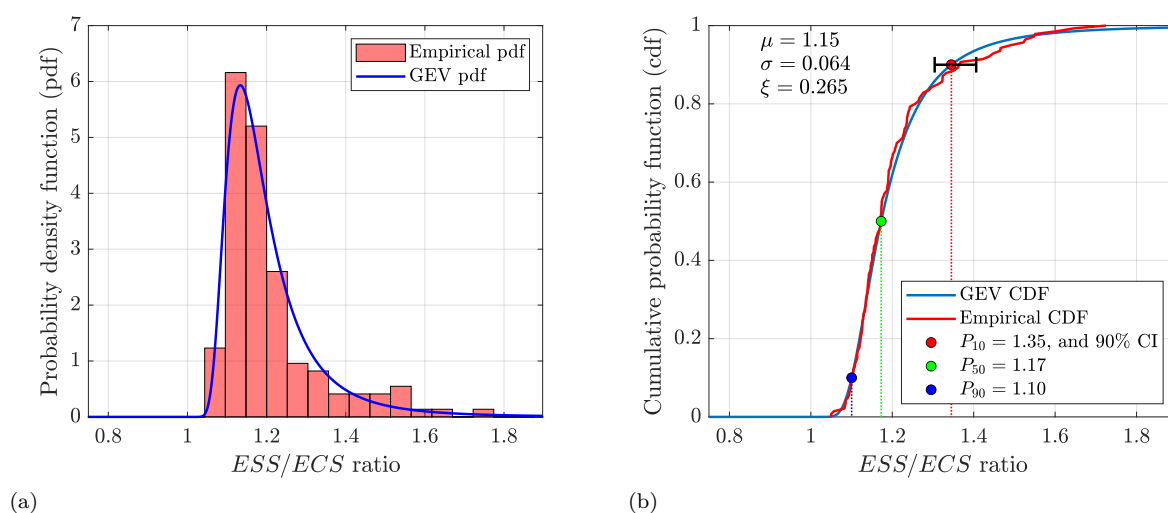 7
6
5
4
3
2
1
0
Probability density function (pdf)
0.8 1 1.2 1.4 1.6 1.8
ESS/ECS ratio
Empirical pdf
GEV pdf
(a)
1
0.8
0.6
0.4
0.2
0
Cumulative probability function (cdf)
0.8 1 1.2 1.4 1.6 1.8
ESS/ECS ratio
μ = 1.15
σ = 0.064
ξ = 0.265
GEV CDF
Empirical CDF
P₁₀ = 1.35, and 90% CI
P₅₀ = 1.17
P₉₀ = 1.10
(b)